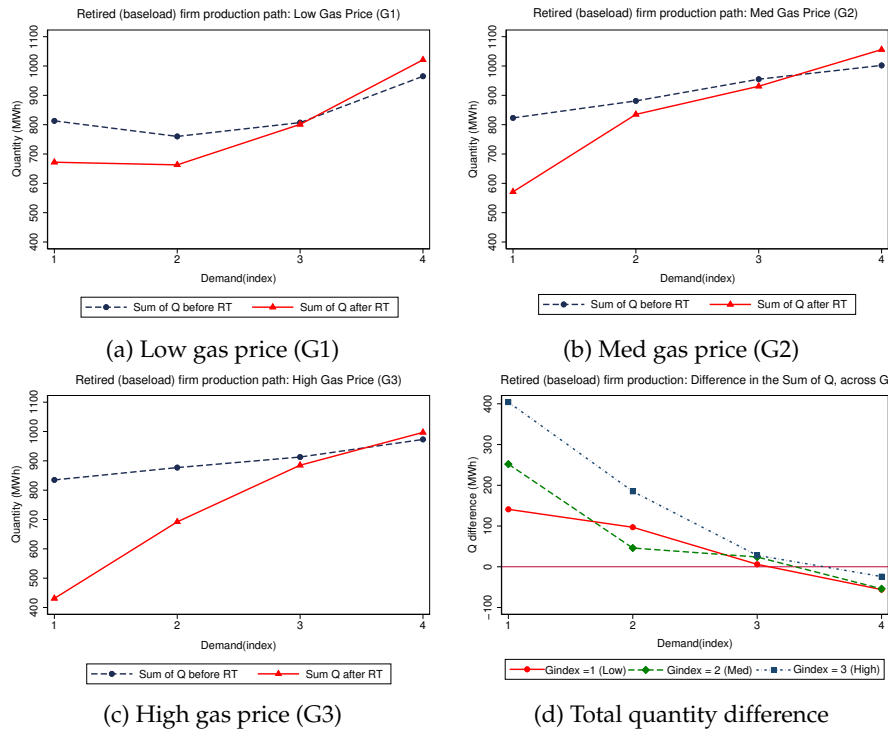 Retired (baseload) firm production path: Low Gas Price (G1)
Quantity (MWh)
400 500 600 700 800 900 1000 1100
1 2 3 4
Demand(index)
Sum of Q before RT Sum of Q after RT
(a) Low gas price (G1)
Retired (baseload) firm production path: Med Gas Price (G2)
Quantity (MWh)
400 500 600 700 800 900 1000 1100
1 2 3 4
Demand(index)
Sum of Q before RT Sum of Q after RT
(b) Med gas price (G2)
Retired (baseload) firm production path: High Gas Price (G3)
Quantity (MWh)
400 500 600 700 800 900 1000 1100
1 2 3 4
Demand(index)
Sum of Q before RT Sum Q after RT
(c) High gas price (G3)
Retired (baseload) firm production: Difference in the Sum of Q, across G
Q difference (MWh)
−100 0 100 200 300 400
1 2 3 4
Demand(index)
Gindex =1 (Low) Gindex = 2 (Med) Gindex = 3 (High)
(d) Total quantity difference